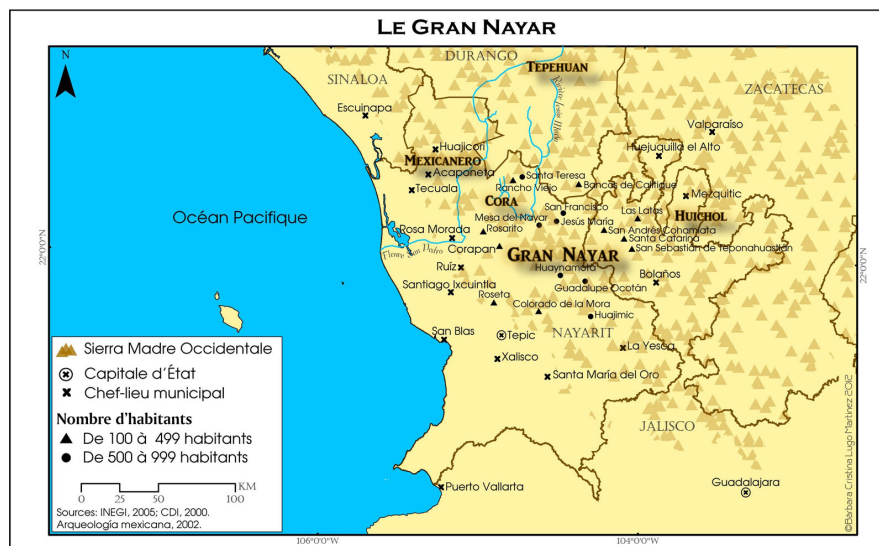 LE GRAN NAYAR
N
DURANGO
TEPEHUAN
SINALOA
ZACATECAS
Escuinapa
Valparaíso
Huajicori
Huejuquilla el Alto
MEXICANERO
Acaponeta
Santa Teresa
Tecuala
Rancho Viejo
Bancos de Calitique
Mezquitic
CORA
San Francisco
Las Latas
HUICHOL
Océan Pacifique
Mesa del Nayar
Jesús María
Rosarito
San Andrés Cohamiata
Rosa Morada
Santa Catarina
Corapan
San Sebastián de Teponahuastlán
22°0'0"N
22°0'0"N
Fleuve San Pedro
GRAN NAYAR
Ruíz
Huaynamota
Bolaños
Santiago Ixcuintla
Guadalupe Ocotán
Roseta
Colorado de la Mora
Huajimic
San Blas
Tepic
NAYARIT
La Yesca
Xalisco
Santa María del Oro
JALISCO
Puerto Vallarta
Guadalajara
Sierra Madre Occidentale
Capitale d'État
Chef-lieu municipal
Nombre d'habitants
De 100 à 499 habitants
De 500 à 999 habitants
KM
0 25 50 100
Sources: INEGI, 2005; CDI, 2000.
Arqueología mexicana, 2002.
106°0'0"W
104°0'0"W
©Bárbara Cristina Lugo Martínez 2012